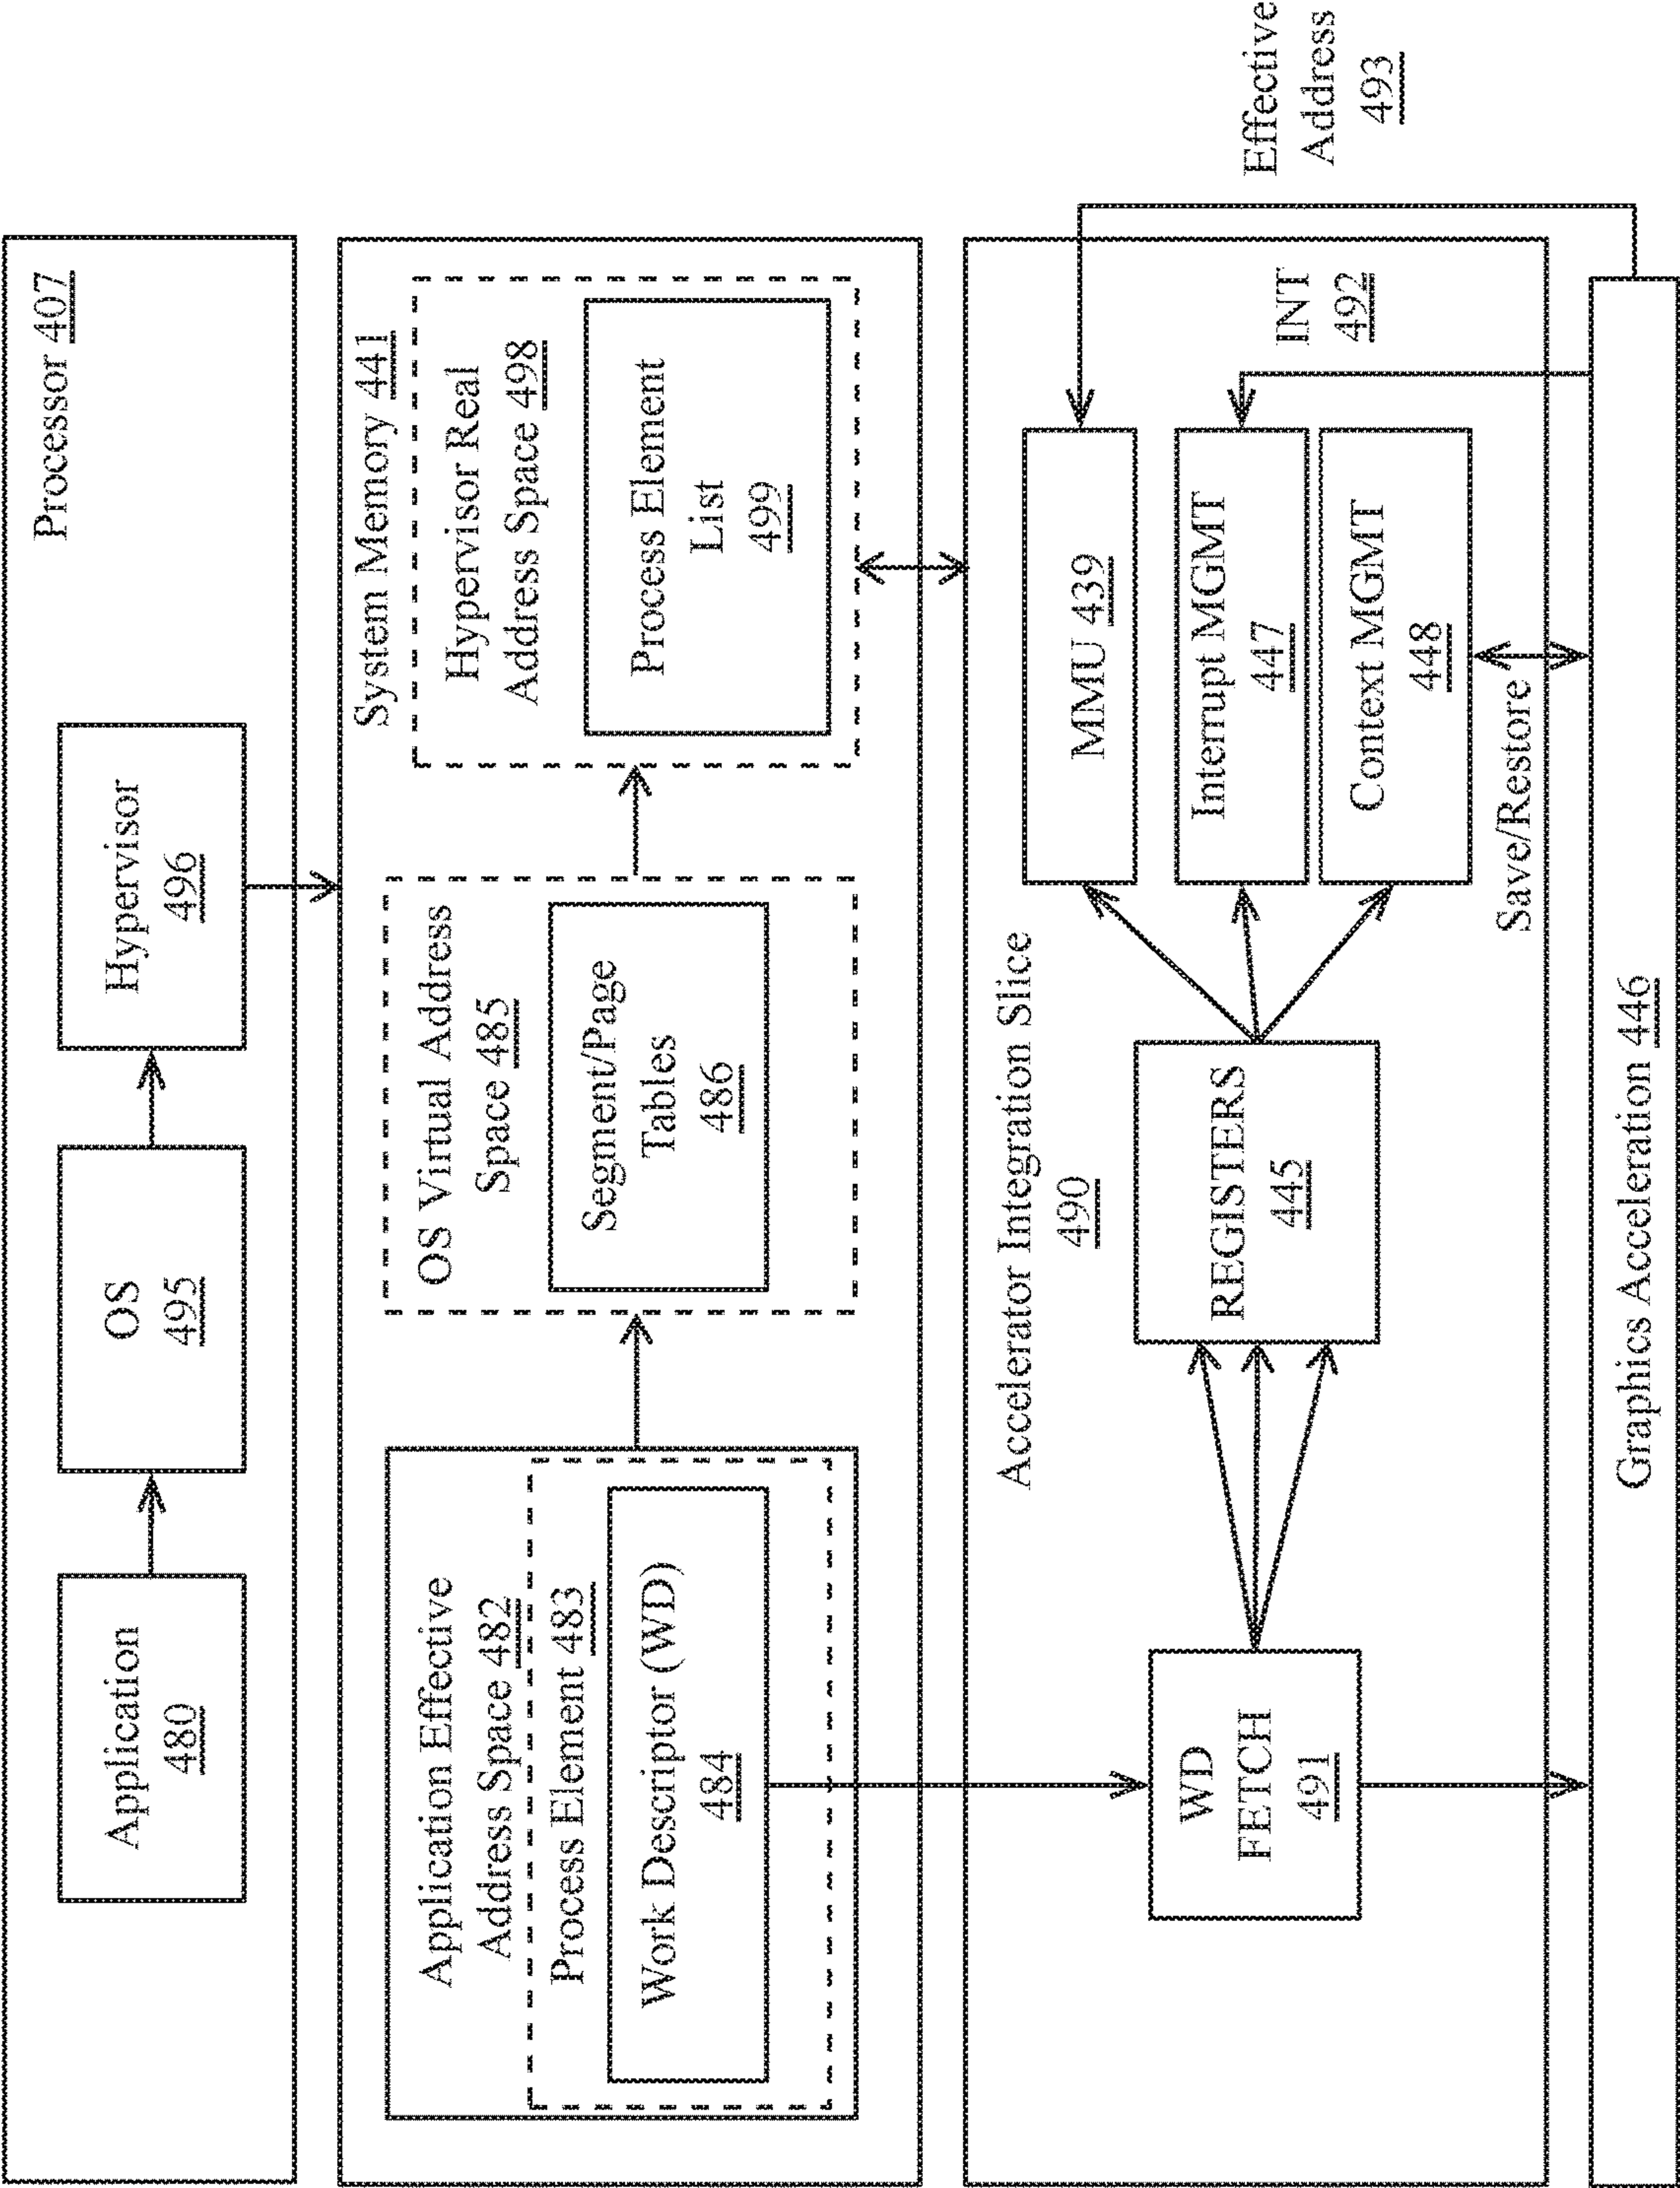 Processor 407
Application
480
OS
495
Hypervisor
496
System Memory 441
Application Effective
Address Space 482
Process Element 483
Work Descriptor (WD)
484
OS Virtual Address
Space 485
Segment/Page
Tables
486
Hypervisor Real
Address Space 498
Process Element
List
499
Accelerator Integration Slice
490
WD
FETCH
491
REGISTERS
445
MMU 439
Interrupt MGMT
447
Context MGMT
448
INT
492
Save/Restore
Effective
Address
493
Graphics Acceleration 446